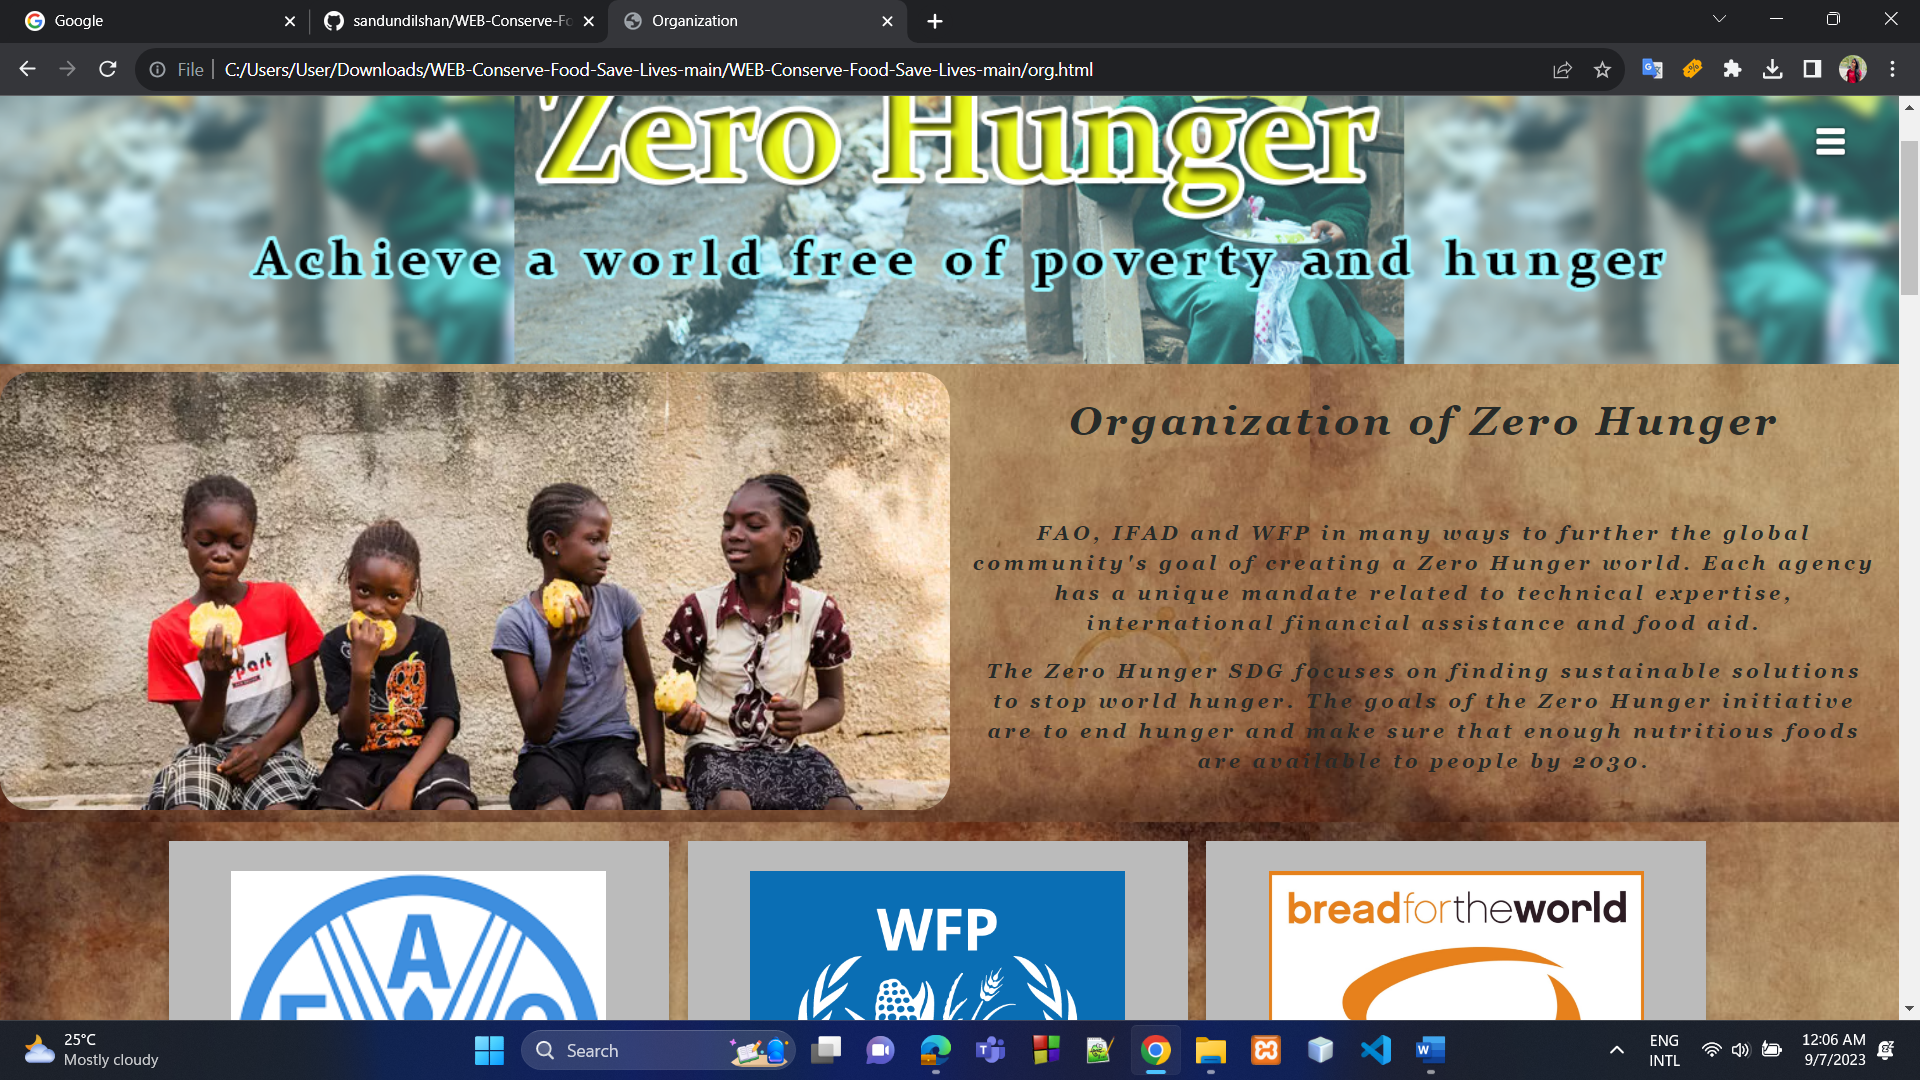 Google
sandundilshan/WEB-Conserve-Fo
Organization
File
C:/Users/User/Downloads/WEB-Conserve-Food-Save-Lives-main/WEB-Conserve-Food-Save-Lives-main/org.html
Zero Hunger
Achieve a world free of poverty and hunger
Organization of Zero Hunger
FAO, IFAD and WFP in many ways to further the global
community's goal of creating a Zero Hunger world. Each agency
has a unique mandate related to technical expertise,
international financial assistance and food aid.
The Zero Hunger SDG focuses on finding sustainable solutions
to stop world hunger. The goals of the Zero Hunger initiative
are to end hunger and make sure that enough nutritious foods
are available to people by 2030.
F A O
WFP
breadfortheworld
25°C
Mostly cloudy
Search
ENG
INTL
12:06 AM
9/7/2023